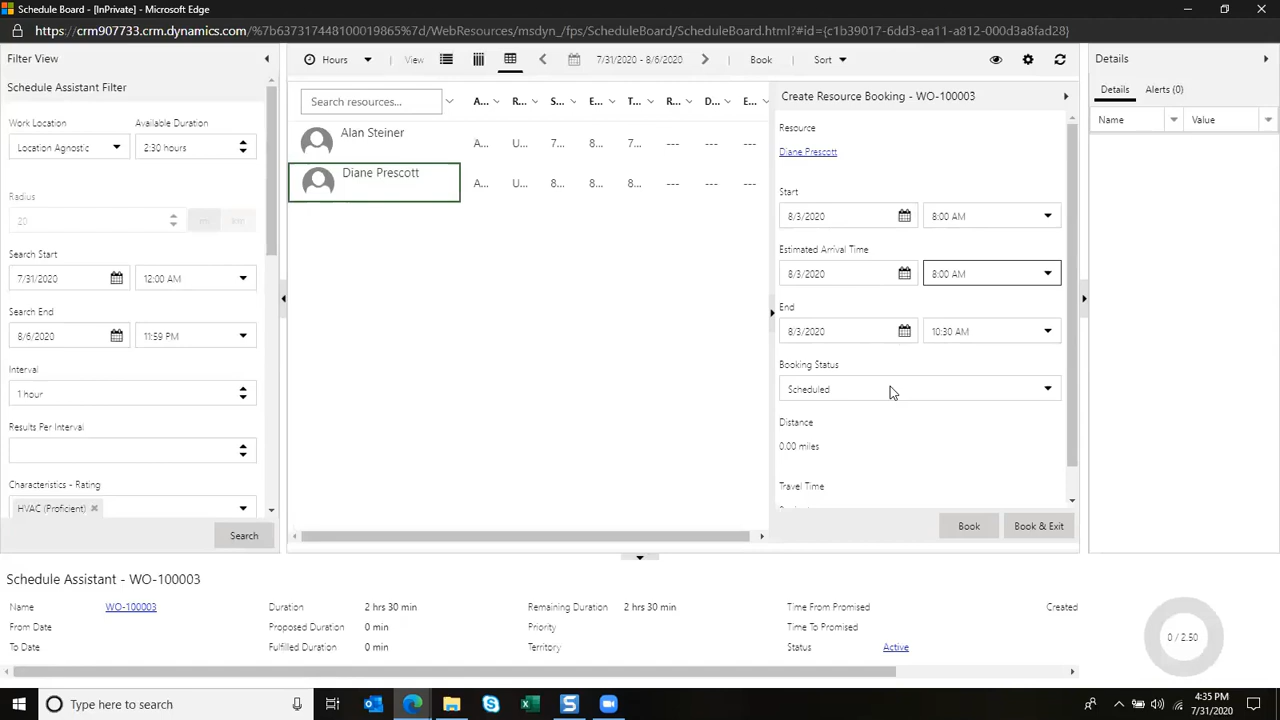 Schedule Board - [InPrivate] - Microsoft Edge
https://crm907733.crm.dynamics.com/%7b637317448100019865%7d/WebResources/msdyn_/fps/ScheduleBoard/ScheduleBoard.html?#id={c1b39017-6dd3-ea11-a812-000d3a8fad28}
Filter View
Schedule Assistant Filter
Work Location
Available Duration
Location Agnostic
2:30 hours
Radius
20
mi
km
Search Start
7/31/2020
12:00 AM
Search End
8/6/2020
11:59 PM
Interval
1 hour
Results Per Interval
Characteristics - Rating
HVAC (Proficient)
Search
Hours
View
7/31/2020 - 8/6/2020
Book
Sort
Search resources...
A... R... S... E... T... R... D... E...
Alan Steiner
A... U... 7... 8... 7... --- --- ---
Diane Prescott
A... U... 8... 8... 8... --- --- ---
Create Resource Booking - WO-100003
Resource
Diane Prescott
Start
8/3/2020
8:00 AM
Estimated Arrival Time
8/3/2020
8:00 AM
End
8/3/2020
10:30 AM
Booking Status
Scheduled
Distance
0.00 miles
Travel Time
Book
Book & Exit
Details
Details
Alerts (0)
Name
Value
Schedule Assistant - WO-100003
Name WO-100003 Duration 2 hrs 30 min Remaining Duration 2 hrs 30 min Time From Promised Created
From Date Proposed Duration 0 min Priority Time To Promised
To Date Fulfilled Duration 0 min Territory Status Active
0 / 2.50
Type here to search
4:35 PM
7/31/2020